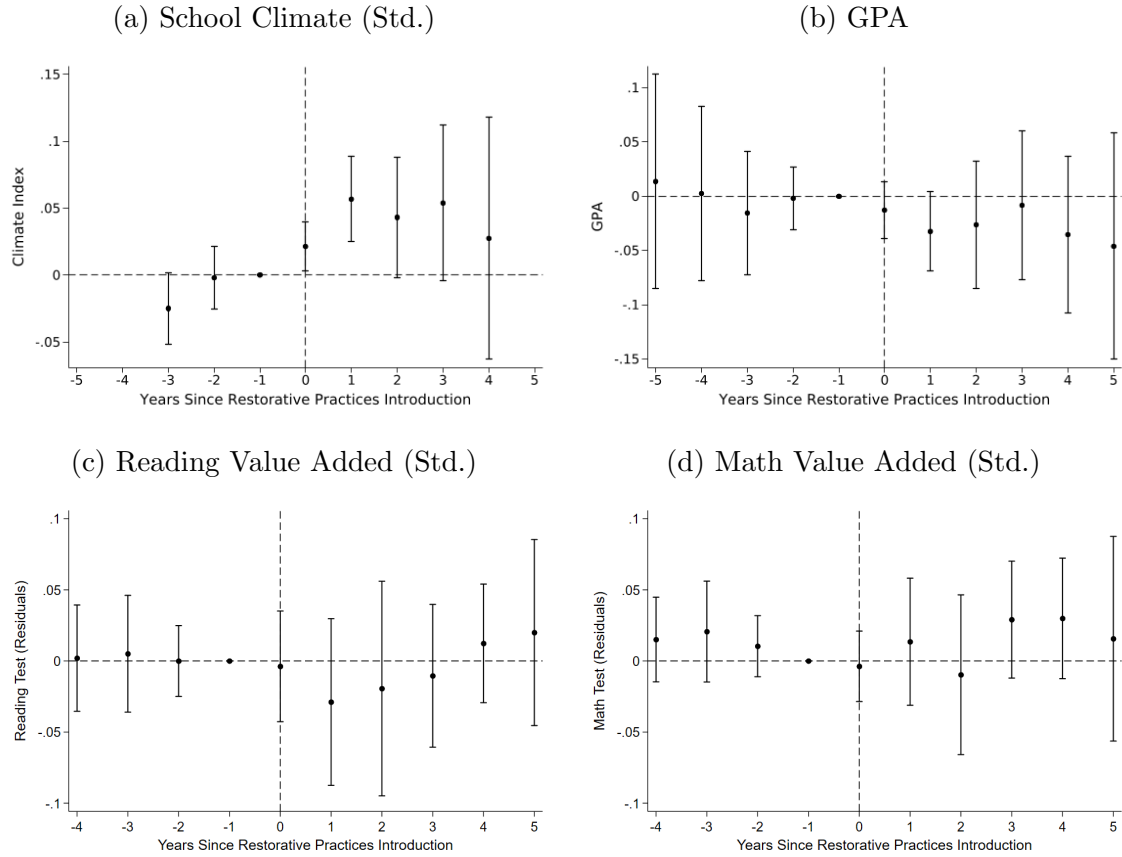 (a) School Climate (Std.)
.15
.1
.05
0
-.05
Climate Index
-5 -4 -3 -2 -1 0 1 2 3 4 5
Years Since Restorative Practices Introduction
(b) GPA
.1
.05
0
-.05
-.1
-.15
GPA
-5 -4 -3 -2 -1 0 1 2 3 4 5
Years Since Restorative Practices Introduction
(c) Reading Value Added (Std.)
.1
.05
0
-.05
-.1
Reading Test (Residuals)
-4 -3 -2 -1 0 1 2 3 4 5
Years Since Restorative Practices Introduction
(d) Math Value Added (Std.)
.1
.05
0
-.05
-.1
Math Test (Residuals)
-4 -3 -2 -1 0 1 2 3 4 5
Years Since Restorative Practices Introduction